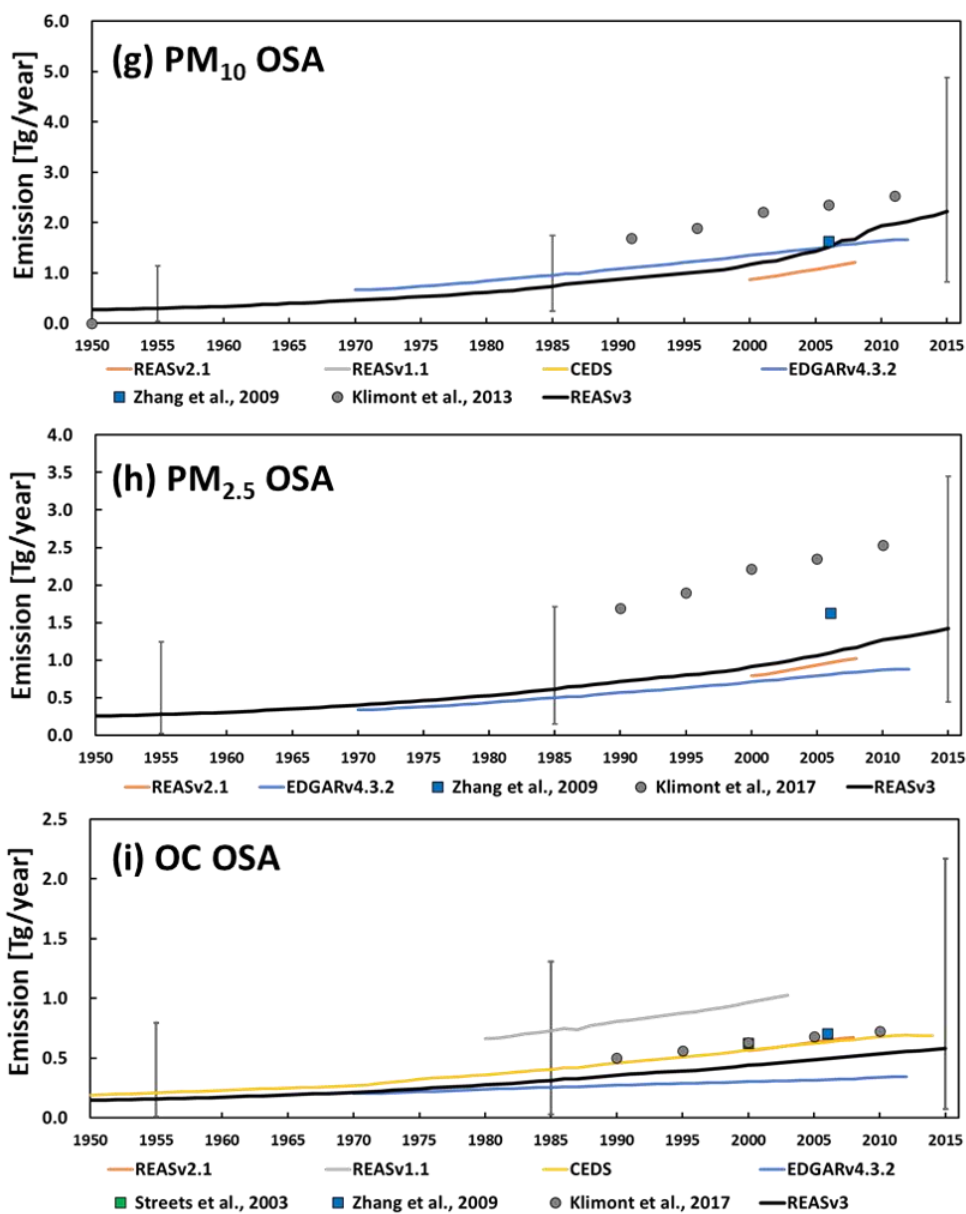 (g) PM10 OSA
Emission [Tg/year]
6.0
5.0
4.0
3.0
2.0
1.0
0.0
1950 1955 1960 1965 1970 1975 1980 1985 1990 1995 2000 2005 2010 2015
REASv2.1 REASv1.1 CEDS EDGARv4.3.2
Zhang et al., 2009 Klimont et al., 2013 REASv3
(h) PM2.5 OSA
Emission [Tg/year]
4.0
3.5
3.0
2.5
2.0
1.5
1.0
0.5
0.0
1950 1955 1960 1965 1970 1975 1980 1985 1990 1995 2000 2005 2010 2015
REASv2.1 EDGARv4.3.2 Zhang et al., 2009 Klimont et al., 2017 REASv3
(i) OC OSA
Emission [Tg/year]
2.5
2.0
1.5
1.0
0.5
0.0
1950 1955 1960 1965 1970 1975 1980 1985 1990 1995 2000 2005 2010 2015
REASv2.1 REASv1.1 CEDS EDGARv4.3.2
Streets et al., 2003 Zhang et al., 2009 Klimont et al., 2017 REASv3